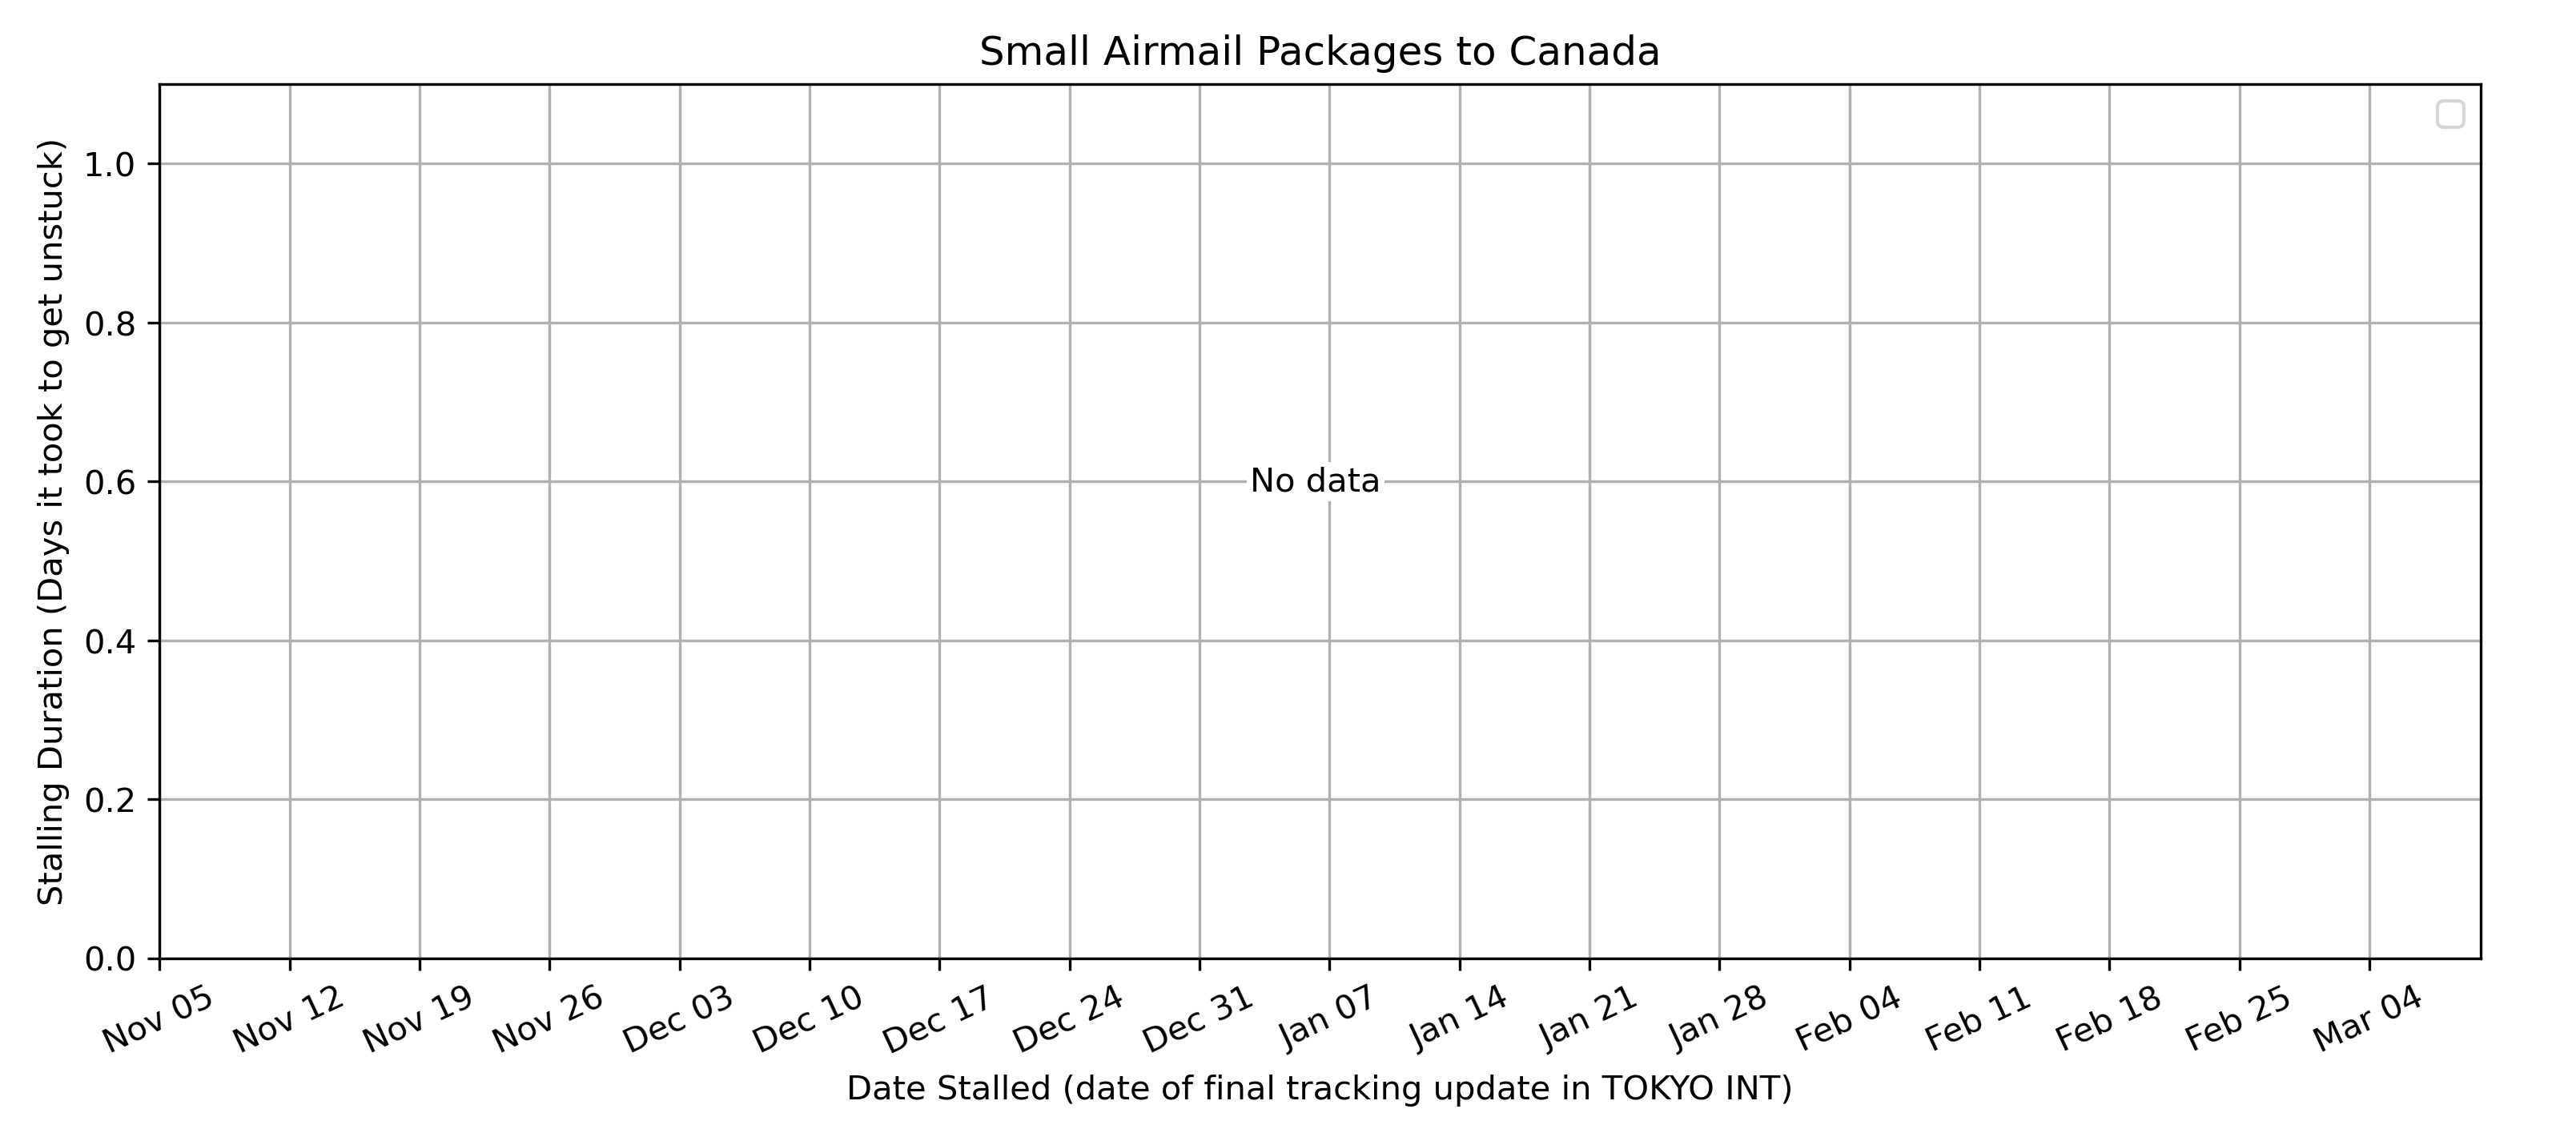 Small Airmail Packages to Canada
Stalling Duration (Days it took to get unstuck)
1.0
0.8
0.6
0.4
0.2
0.0
No data
Nov 05 Nov 12 Nov 19 Nov 26 Dec 03 Dec 10 Dec 17 Dec 24 Dec 31 Jan 07 Jan 14 Jan 21 Jan 28 Feb 04 Feb 11 Feb 18 Feb 25 Mar 04
Date Stalled (date of final tracking update in TOKYO INT)